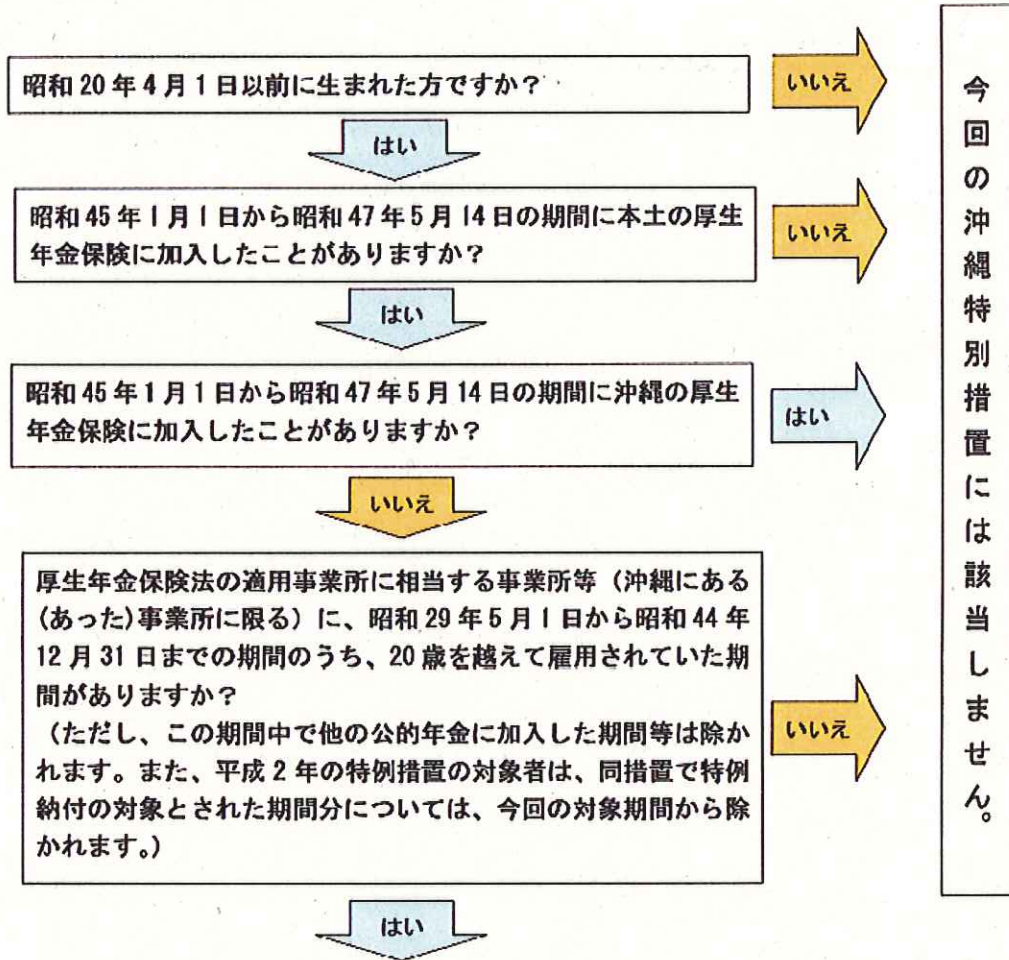 昭和20年4月1日以前に生まれた方ですか？
いいえ
はい
昭和45年1月1日から昭和47年5月14日の期間に本土の厚生
年金保険に加入したことがありますか？
いいえ
はい
昭和45年1月1日から昭和47年5月14日の期間に沖縄の厚生
年金保険に加入したことがありますか？
はい
いいえ
厚生年金保険法の適用事業所に相当する事業所等（沖縄にある
(あった)事業所に限る）に、昭和29年5月1日から昭和44年
12月31日までの期間のうち、20歳を越えて雇用されていた期
間がありますか？
（ただし、この期間中で他の公的年金に加入した期間等は除か
れます。また、平成2年の特例措置の対象者は、同措置で特例
納付の対象とされた期間分については、今回の対象期間から除
かれます。）
いいえ
はい
今回の沖縄特別措置には該当しません。